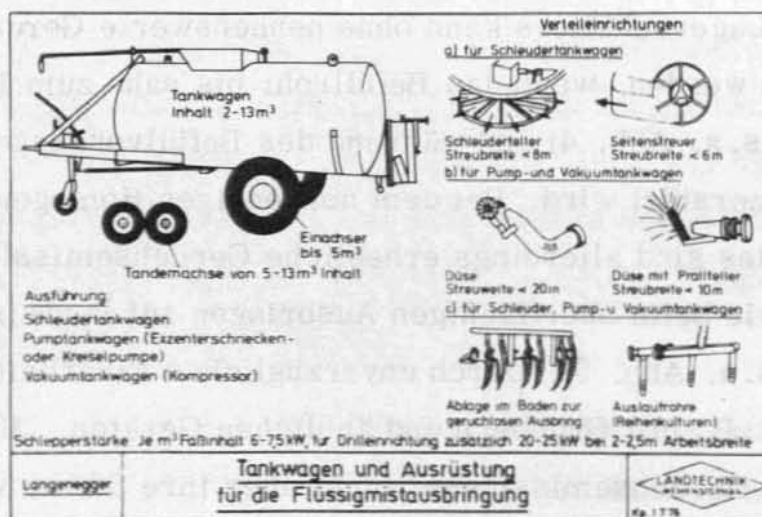 Verteileinrichtungen
a) für Schleudertankwagen
Tankwagen
Inhalt 2-13m³
Schleuderteller
Streubreite < 8m
Seitenstreuer
Streubreite < 6m
b) für Pump- und Vakuumtankwagen
Einachser
bis 5m³
Tandemachse von 5-13m³ Inhalt
Düse
Streuweite < 20m
Düse mit Prallteller
Streubreite < 10m
c) für Schleuder, Pump- u Vakuumtankwagen
Ausführung:
Schleudertankwagen
Pumptankwagen (Exzenterschnecken-
oder Kreiselpumpe)
Vakuumtankwagen (Kompressor)
Ablage im Boden zur
geruchlosen Ausbringg
Auslaufrohre
(Reihenkulturen)
Schlepperstärke Je m³ Faßinhalt 6-7,5 kW, für Drilleinrichtung zusätzlich 20-25 kW bei 2-2,5m Arbeitsbreite
Langenegger
Tankwagen und Ausrüstung
für die Flüssigmistausbringung
LANDTECHNIK